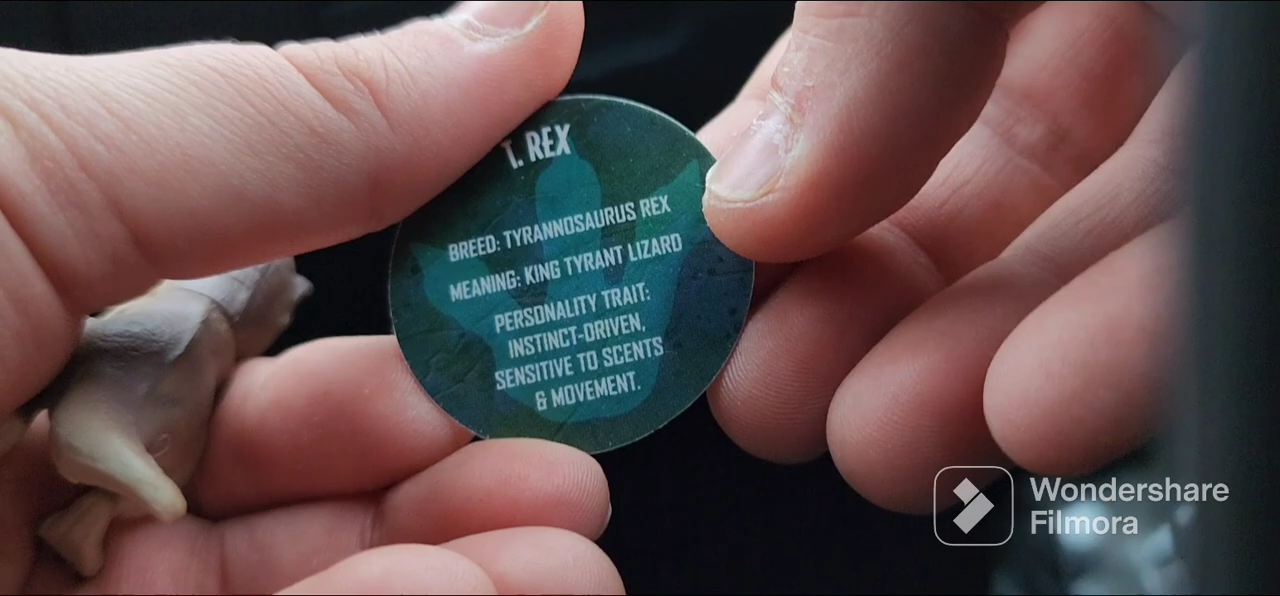 T. REX
BREED: TYRANNOSAURUS REX
MEANING: KING TYRANT LIZARD
PERSONALITY TRAIT:
INSTINCT-DRIVEN,
SENSITIVE TO SCENTS
& MOVEMENT.
Wondershare
Filmora